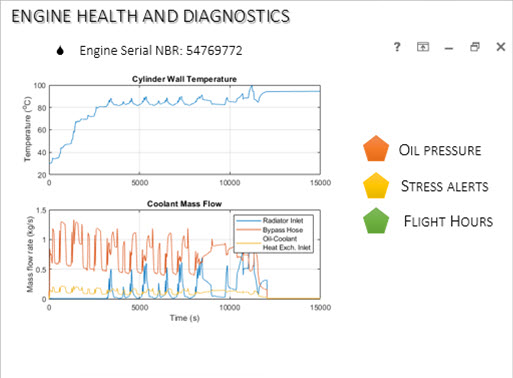 ENGINE HEALTH AND DIAGNOSTICS
Engine Serial NBR: 54769772
?
Cylinder Wall Temperature
100
80
60
40
20
Temperature (°C)
0
5000
10000
15000
OIL PRESSURE
STRESS ALERTS
FLIGHT HOURS
Coolant Mass Flow
1.5
1
0.5
0
Mass flow rate (kg/s)
Radiator Inlet
Bypass Hose
Oil-Coolant
Heat Exch. Inlet
0
5000
10000
15000
Time (s)